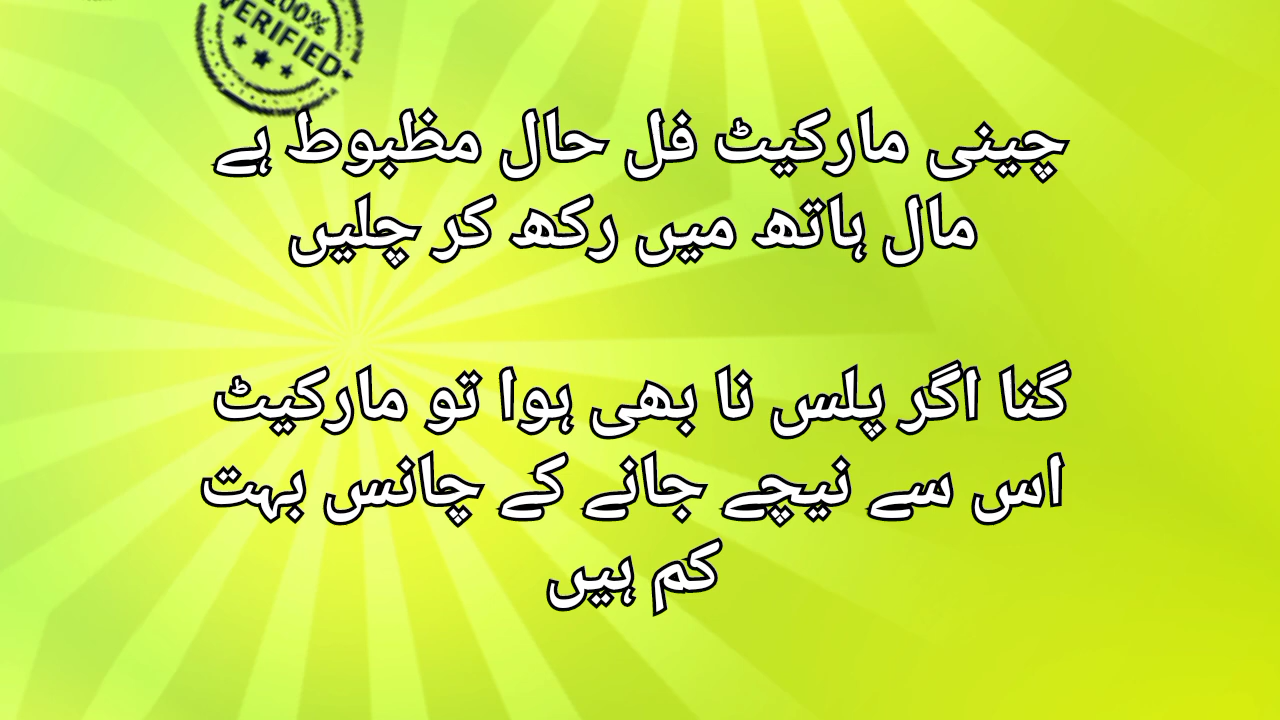 100%
VERIFIED
چینی مارکیٹ فل حال مظبوط ہے
مال ہاتھ میں رکھ کر چلیں
گنا اگر پلس نا بھی ہوا تو مارکیٹ
اس سے نیچے جانے کے چانس بہت
کم ہیں